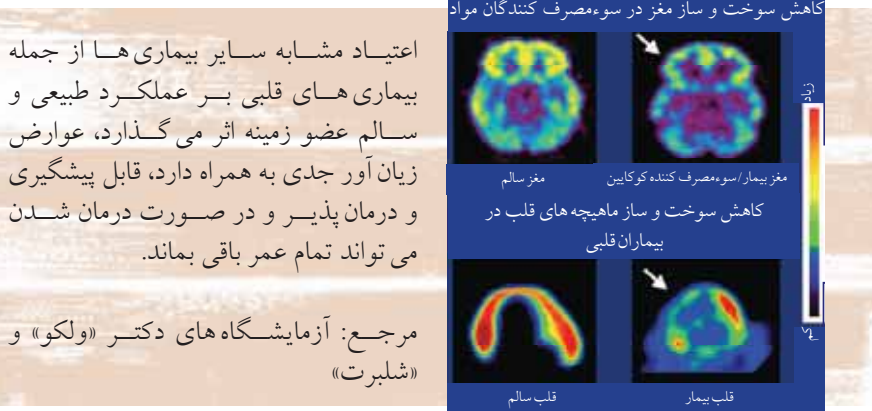 کاهش سوخت و ساز مغز در سوءمصرف کنندگان مواد
زیاد
مغز بیمار/سوءمصرف کننده کوکایین
مغز سالم
کاهش سوخت و ساز ماهیچه های قلب در
بیماران قلبی
کم
قلب بیمار
قلب سالم
اعتیاد مشابه سایر بیماری ها از جمله
بیماری های قلبی بر عملکرد طبیعی و
سالم عضو زمینه اثر می گذارد، عوارض
زیان آور جدی به همراه دارد، قابل پیشگیری
و درمان پذیر و در صورت درمان شدن
می تواند تمام عمر باقی بماند.
مرجع: آزمایشگاه های دکتر «ولکو» و
«شلبرت»